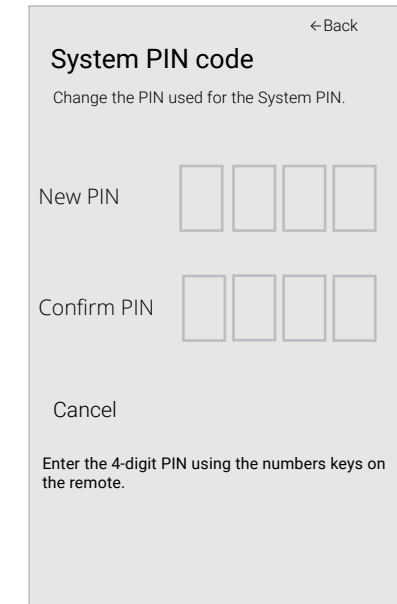 ←Back
System PIN code
Change the PIN used for the System PIN.
New PIN
Confirm PIN
Cancel
Enter the 4-digit PIN using the numbers keys on
the remote.